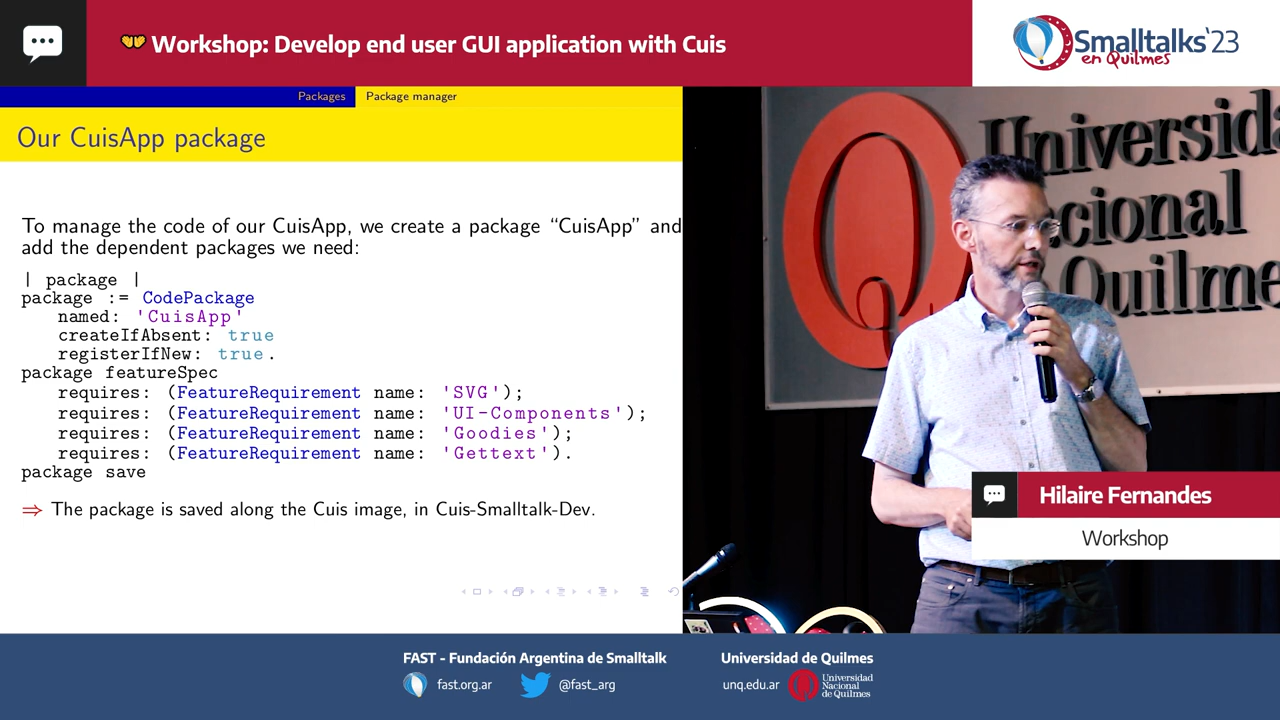 Workshop: Develop end user GUI application with Cuis
Smalltalks'23
en Quilmes
Packages
Package manager
Our CuisApp package
To manage the code of our CuisApp, we create a package “CuisApp” and
add the dependent packages we need:
| package |
package := CodePackage
named: 'CuisApp'
createIfAbsent: true
registerIfNew: true.
package featureSpec
requires: (FeatureRequirement name: 'SVG');
requires: (FeatureRequirement name: 'UI-Components');
requires: (FeatureRequirement name: 'Goodies');
requires: (FeatureRequirement name: 'Gettext').
package save
⇒ The package is saved along the Cuis image, in Cuis-Smalltalk-Dev.
Q
Universida
Nacional
Quilme
Hilaire Fernandes
Workshop
FAST - Fundación Argentina de Smalltalk
fast.org.ar
@fast_arg
Universidad de Quilmes
unq.edu.ar
Universidad
Nacional
de Quilmes